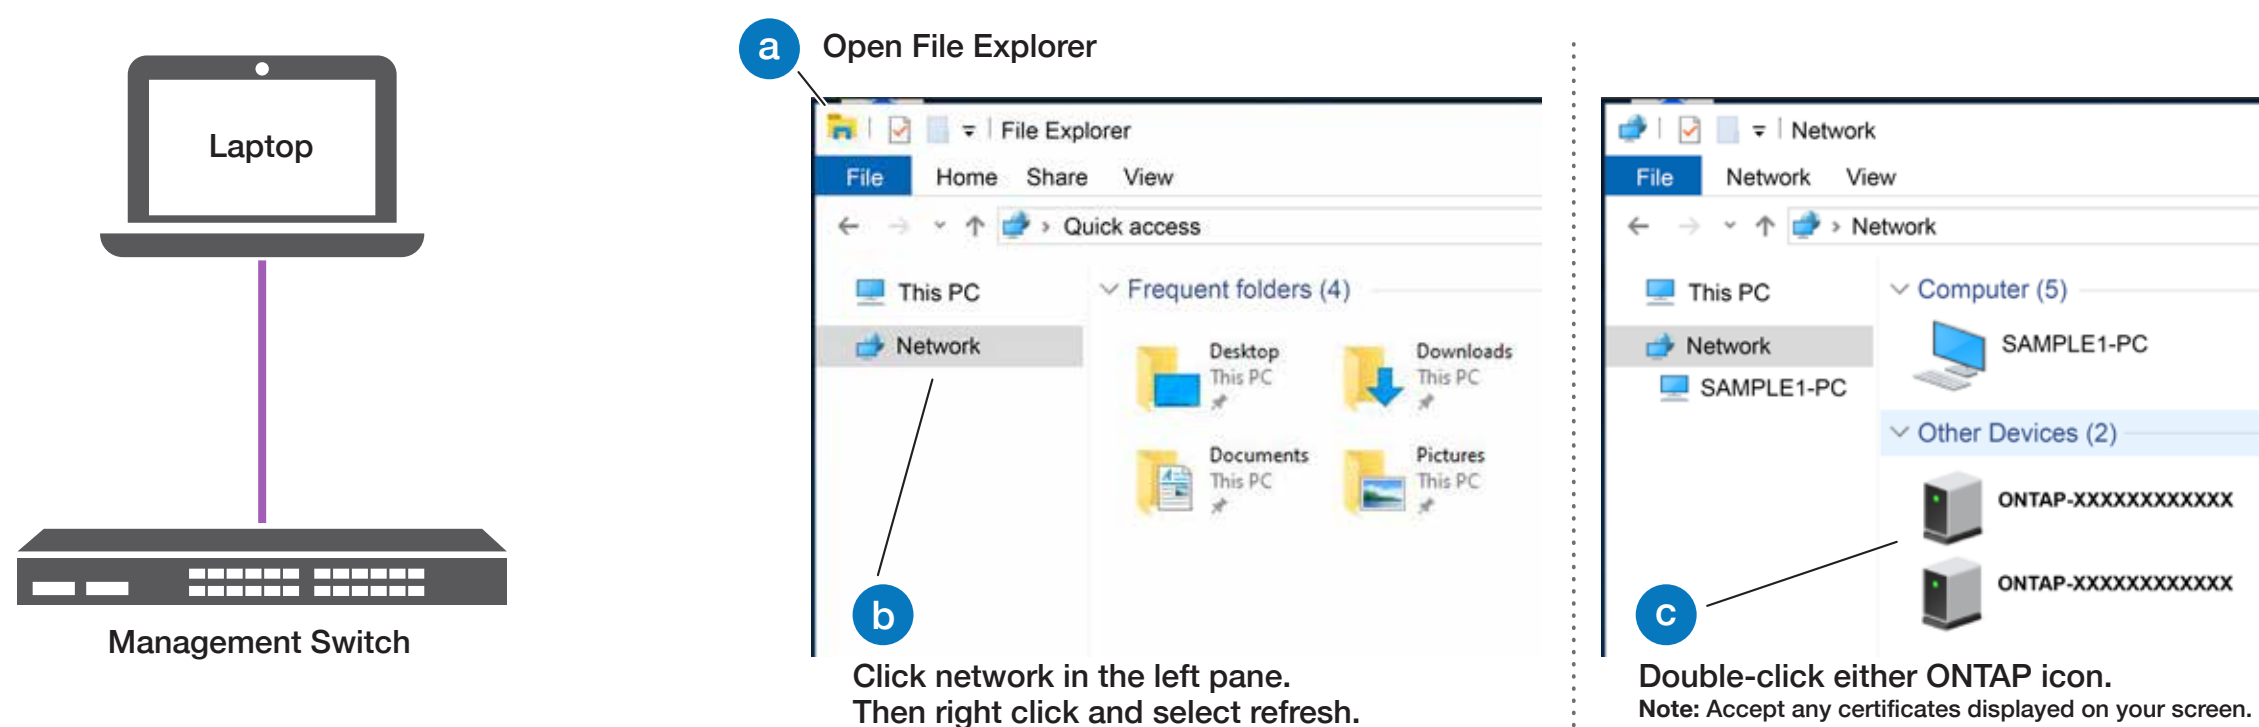 Laptop
Management Switch
a Open File Explorer
File Explorer
File Home Share View
Quick access
This PC
Network
Frequent folders (4)
Desktop
This PC
Downloads
This PC
Documents
This PC
Pictures
This PC
b
Click network in the left pane.
Then right click and select refresh.
Network
File Network View
Network
This PC
Network
SAMPLE1-PC
Computer (5)
SAMPLE1-PC
Other Devices (2)
ONTAP-XXXXXXXXXXXX
ONTAP-XXXXXXXXXXXX
c
Double-click either ONTAP icon.
Note: Accept any certificates displayed on your screen.